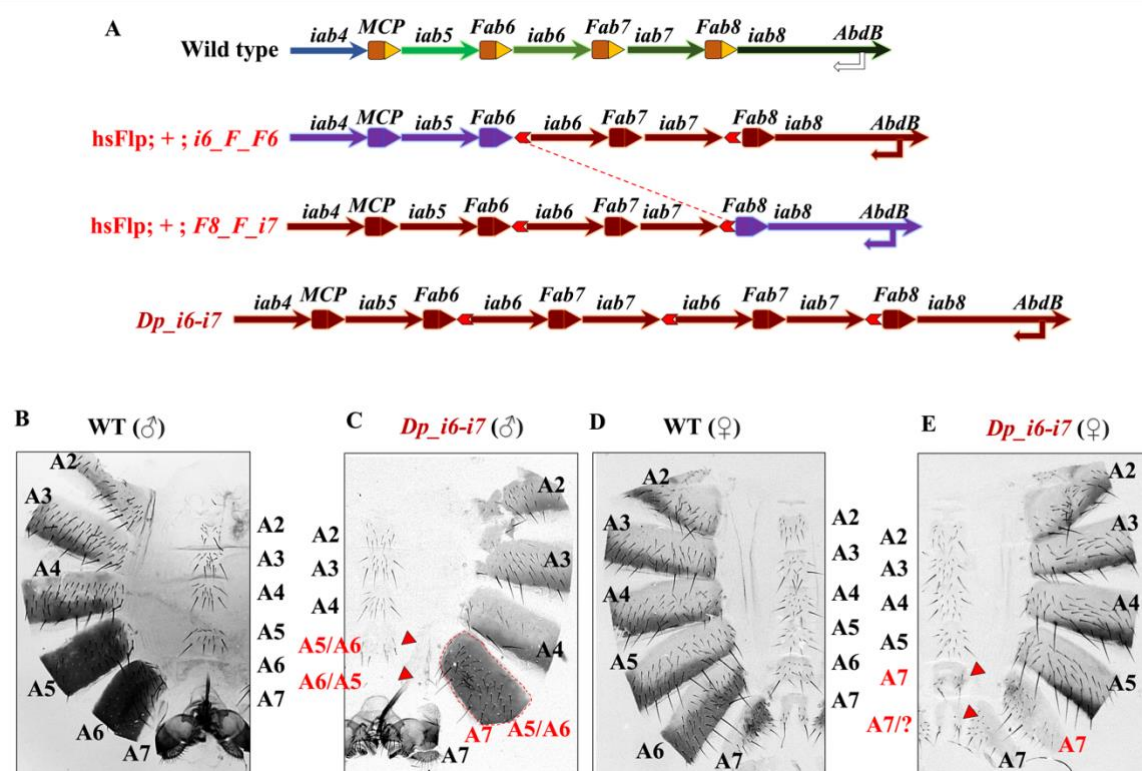 A
iab4 MCP iab5 Fab6 iab6 Fab7 iab7 Fab8 iab8 AbdB
Wild type
iab4 MCP iab5 Fab6 iab6 Fab7 iab7 Fab8 iab8 AbdB
hsFlp; + ; i6_F_F6
iab4 MCP iab5 Fab6 iab6 Fab7 iab7 Fab8 iab8 AbdB
hsFlp; + ; F8_F_i7
iab4 MCP iab5 Fab6 iab6 Fab7 iab7 iab6 Fab7 iab7 Fab8 iab8 AbdB
Dp_i6-i7
B WT (♂)
A2
A3
A4
A5
A6
A7
A2
A3
A4
A5
A6
A7
C Dp_i6-i7 (♂)
A2
A3
A4
A5/A6
A6/A5
A2
A3
A4
A5/A6
A7
A7
D WT (♀)
A2
A3
A4
A5
A6
A2
A3
A4
A5
A6
A7
E Dp_i6-i7 (♀)
A2
A3
A4
A5
A7
A7/?
A2
A3
A4
A5
A7
A7